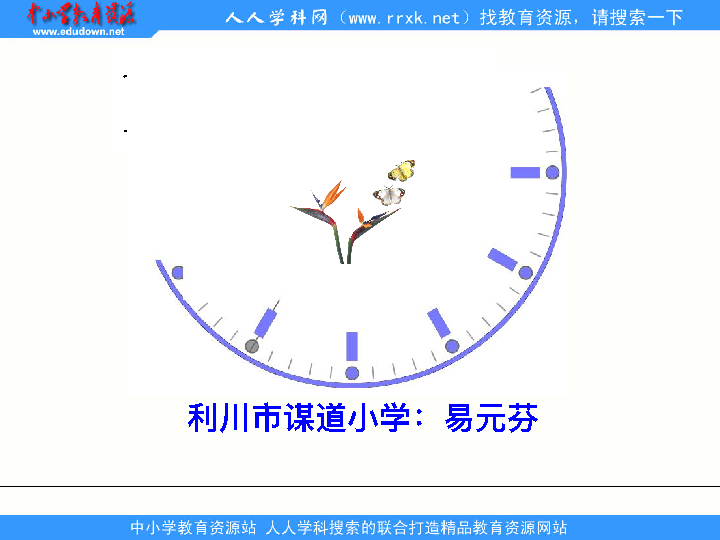 中小学教育资源
www.edudown.net
人人学科网（www.rrxk.net）找教育资源，请搜索一下
利川市谋道小学：易元芬
中小学教育资源站 人人学科搜索的联合打造精品教育资源网站